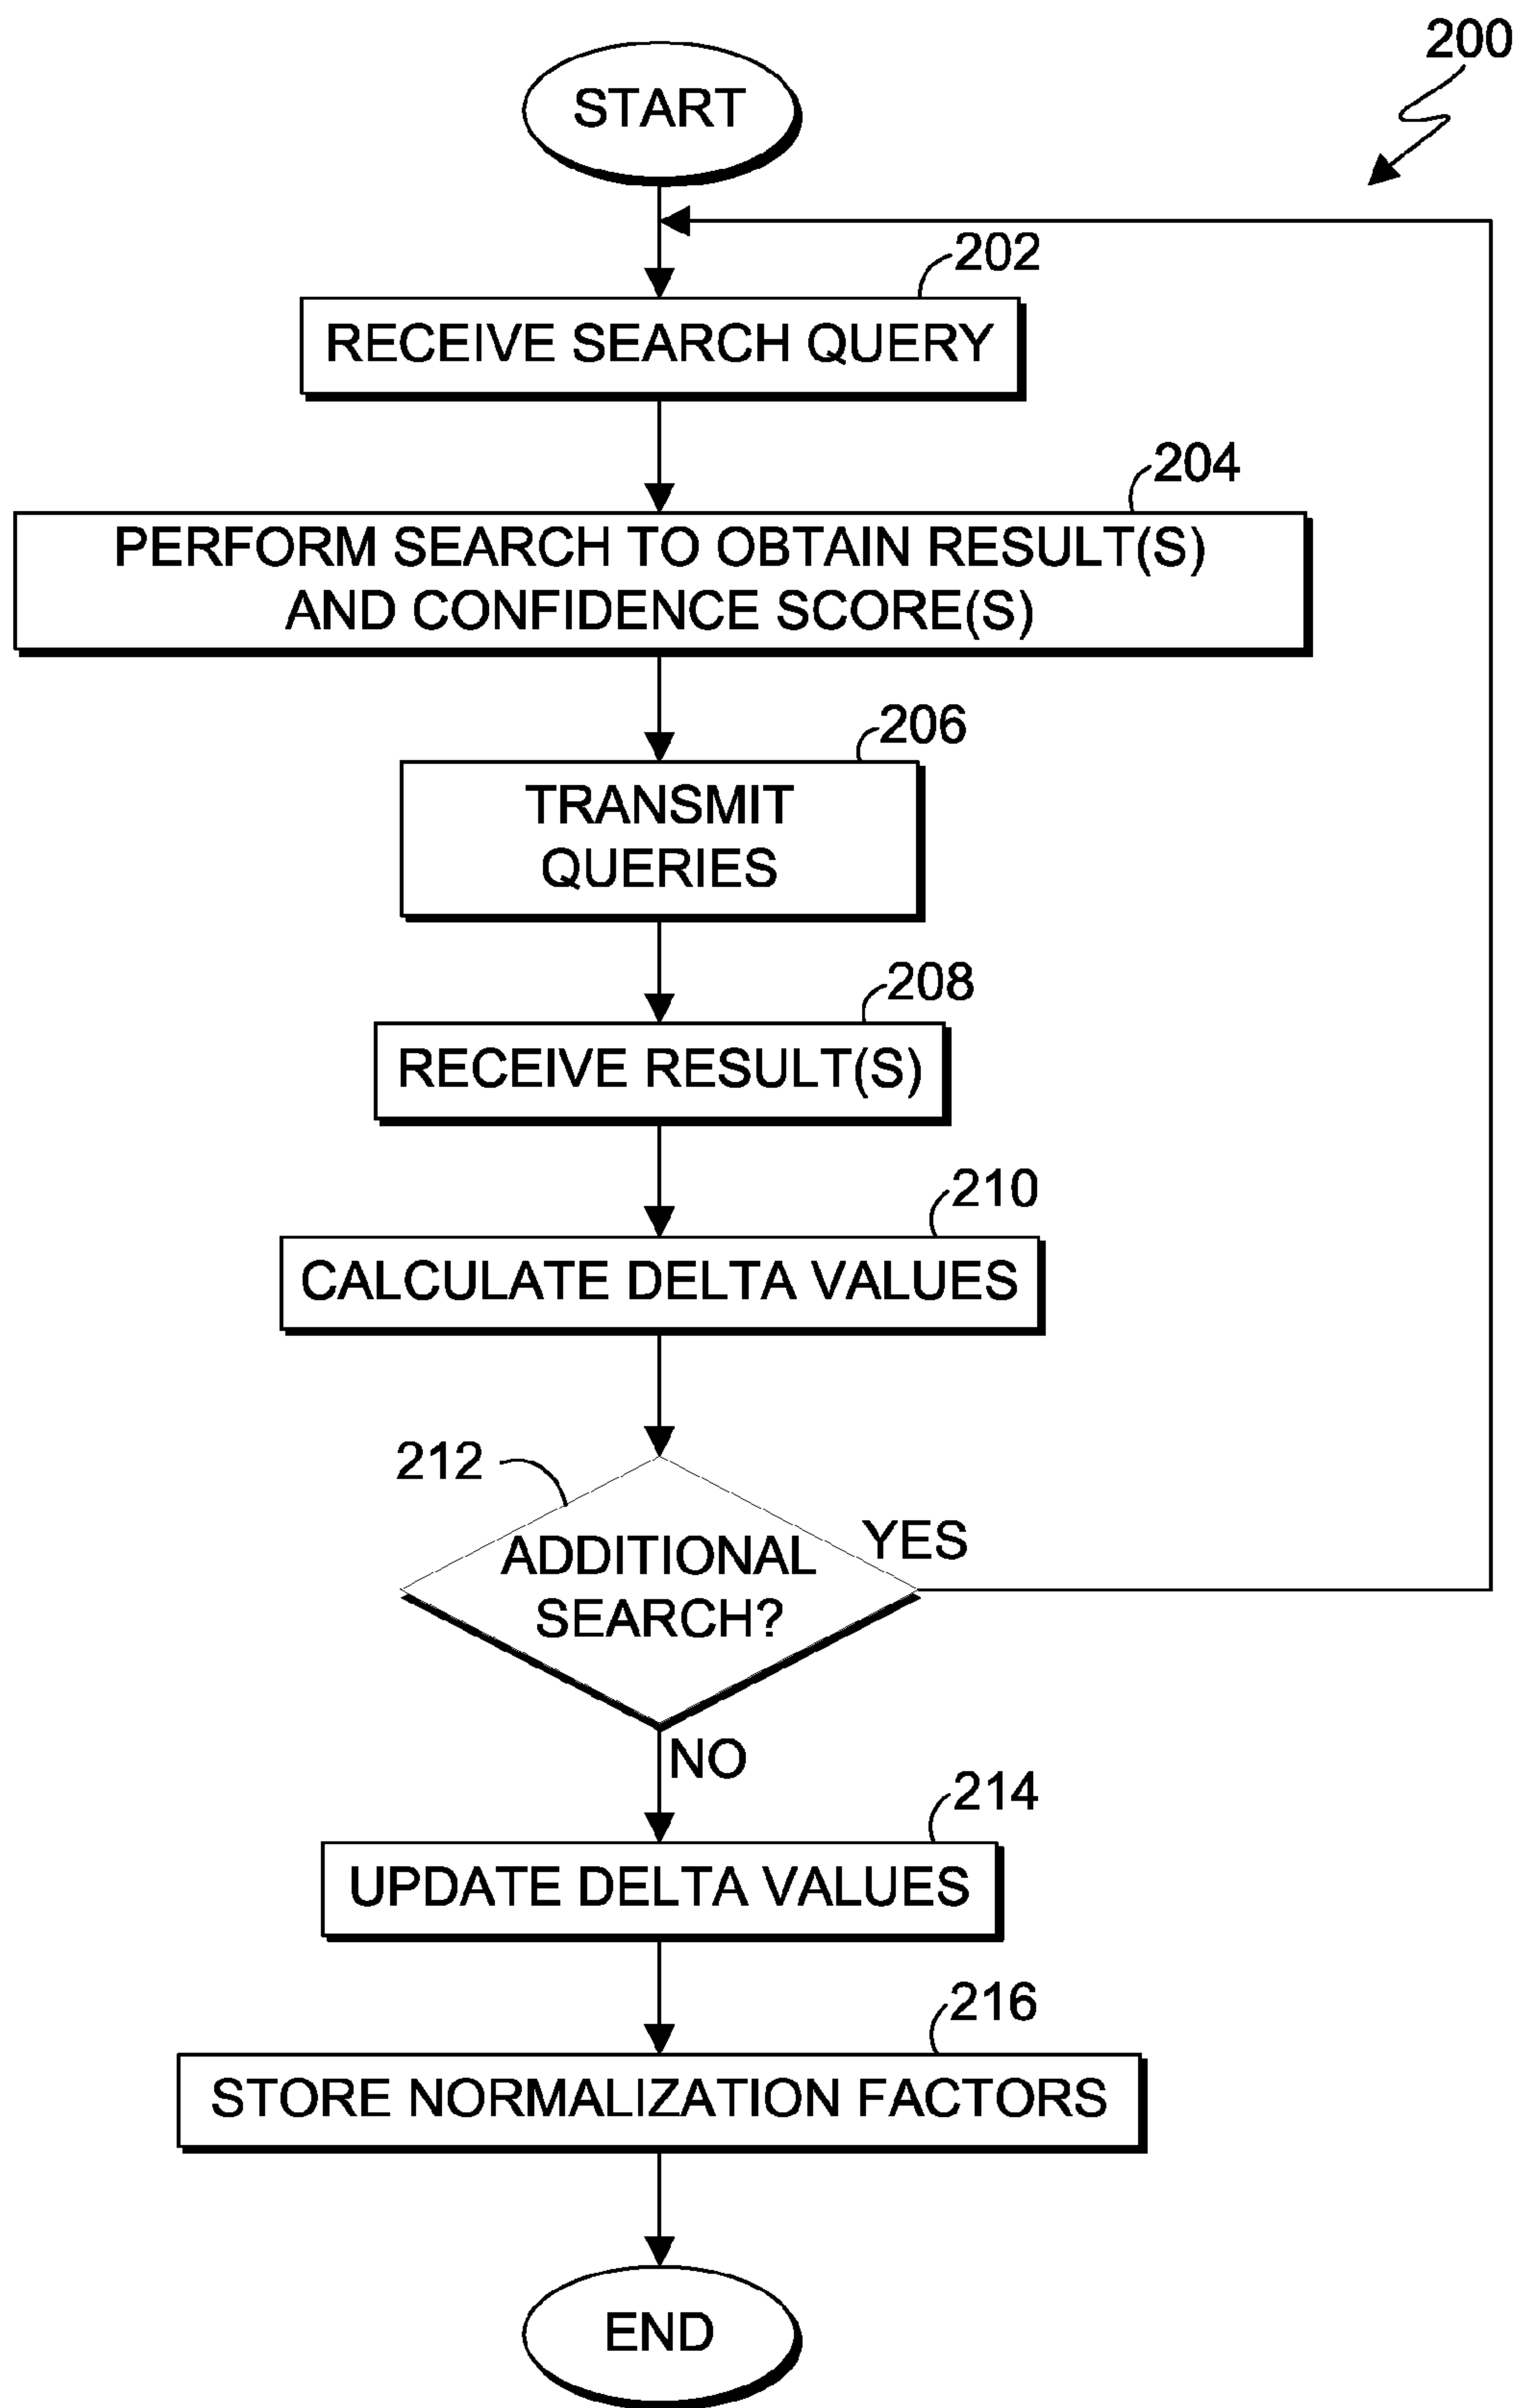 200
START
202
RECEIVE SEARCH QUERY
204
PERFORM SEARCH TO OBTAIN RESULT(S)
AND CONFIDENCE SCORE(S)
206
TRANSMIT
QUERIES
208
RECEIVE RESULT(S)
210
CALCULATE DELTA VALUES
212
ADDITIONAL
SEARCH?
YES
NO
214
UPDATE DELTA VALUES
216
STORE NORMALIZATION FACTORS
END